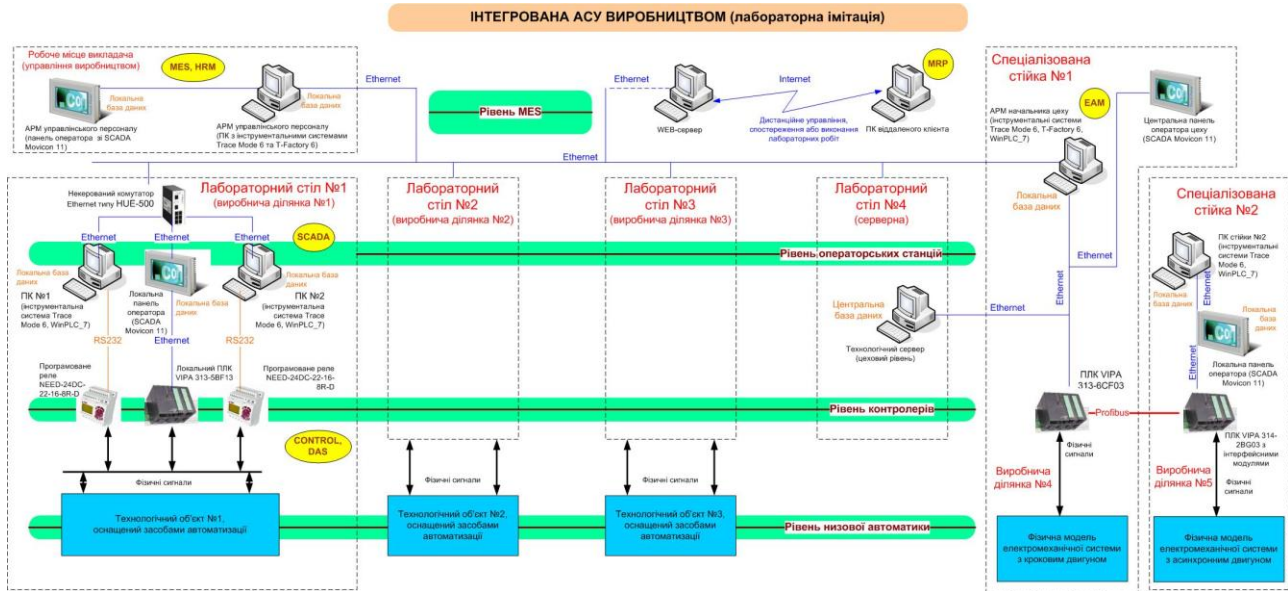 ІНТЕГРОВАНА АСУ ВИРОБНИЦТВОМ (лабораторна імітація)
Робоче місце викладача
(управління виробництвом)
MES, HRM
Локальна
база даних
АРМ управлінського персоналу
(панель оператора зі SCADA
Movicon 11)
Локальна
база даних
АРМ управлінського персоналу
(ПК з інструментальними системами
Trace Mode 6 та T-Factory 6)
Ethernet
Рівень MES
Ethernet
WEB-сервер
Internet
Дистанційне управління,
спостереження або виконання
лабораторних робіт
MRP
ПК віддаленого клієнта
Ethernet
Спеціалізована
стійка №1
EAM
АРМ начальника цеху
(інструментальні системи
Trace Mode 6, T-Factory 6,
WinPLC_7)
Локальна
база даних
Центральна панель
оператора цеху
(SCADA Movicon 11)
Ethernet
Ethernet
Ethernet
Некерований комутатор
Ethernet типу HUE-500
Лабораторний стіл №1
(виробнича ділянка №1)
Ethernet
Ethernet
Ethernet
SCADA
Локальна база
даних
ПК №1
(інструментальна
система Trace
Mode 6, WinPLC_7)
Локальна
панель
оператора
(SCADA
Movicon 11)
Локальна база
даних
Локальна база
даних
ПК №2
(інструментальна
система Trace
Mode 6, WinPLC_7)
RS232
Ethernet
RS232
Програмоване
реле
NEED-24DC-
22-16-8R-D
Локальний ПЛК
VIPA 313-5BF13
Програмоване реле
NEED-24DC-22-16-
8R-D
CONTROL,
DAS
Фізичні сигнали
Технологічний об'єкт №1,
оснащений засобами
автоматизації
Лабораторний
стіл №2
(виробнича ділянка №2)
Фізичні сигнали
Технологічний об'єкт №2,
оснащений засобами
автоматизації
Лабораторний
стіл №3
(виробнича ділянка №3)
Фізичні сигнали
Технологічний об'єкт №3,
оснащений засобами
автоматизації
Лабораторний
стіл №4
(серверна)
Рівень операторських станцій
Центральна
база даних
Технологічний сервер
(цеховий рівень)
Рівень контролерів
Рівень низової автоматики
ПЛК VIPA
313-6CF03
Profibus
Фізичні
сигнали
Виробнича
ділянка №4
Фізична модель
електромеханічної системи
з кроковим двигуном
Спеціалізована
стійка №2
ПК стійки №2
(інструментальні
системи Trace
Mode 6,
WinPLC_7)
Локальна
база даних
Ethernet
Локальна
база даних
Локальна панель
оператора (SCADA
Movicon 11)
Ethernet
ПЛК VIPA 314-
2BG03 з
інтерфейсними
модулями
Виробнича
ділянка №5
Фізичні
сигнали
Фізична модель
електромеханічної системи
з асинхронним двигуном